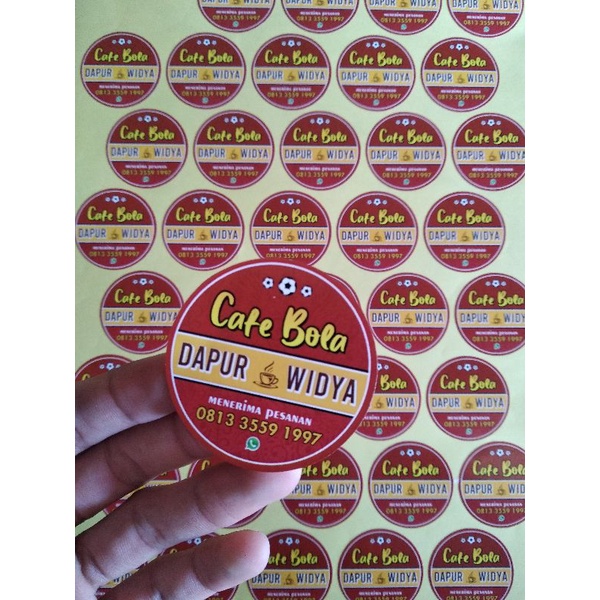 Cafe Bola
DAPUR WIDYA
MENERIMA PESANAN
0813 3559 1997